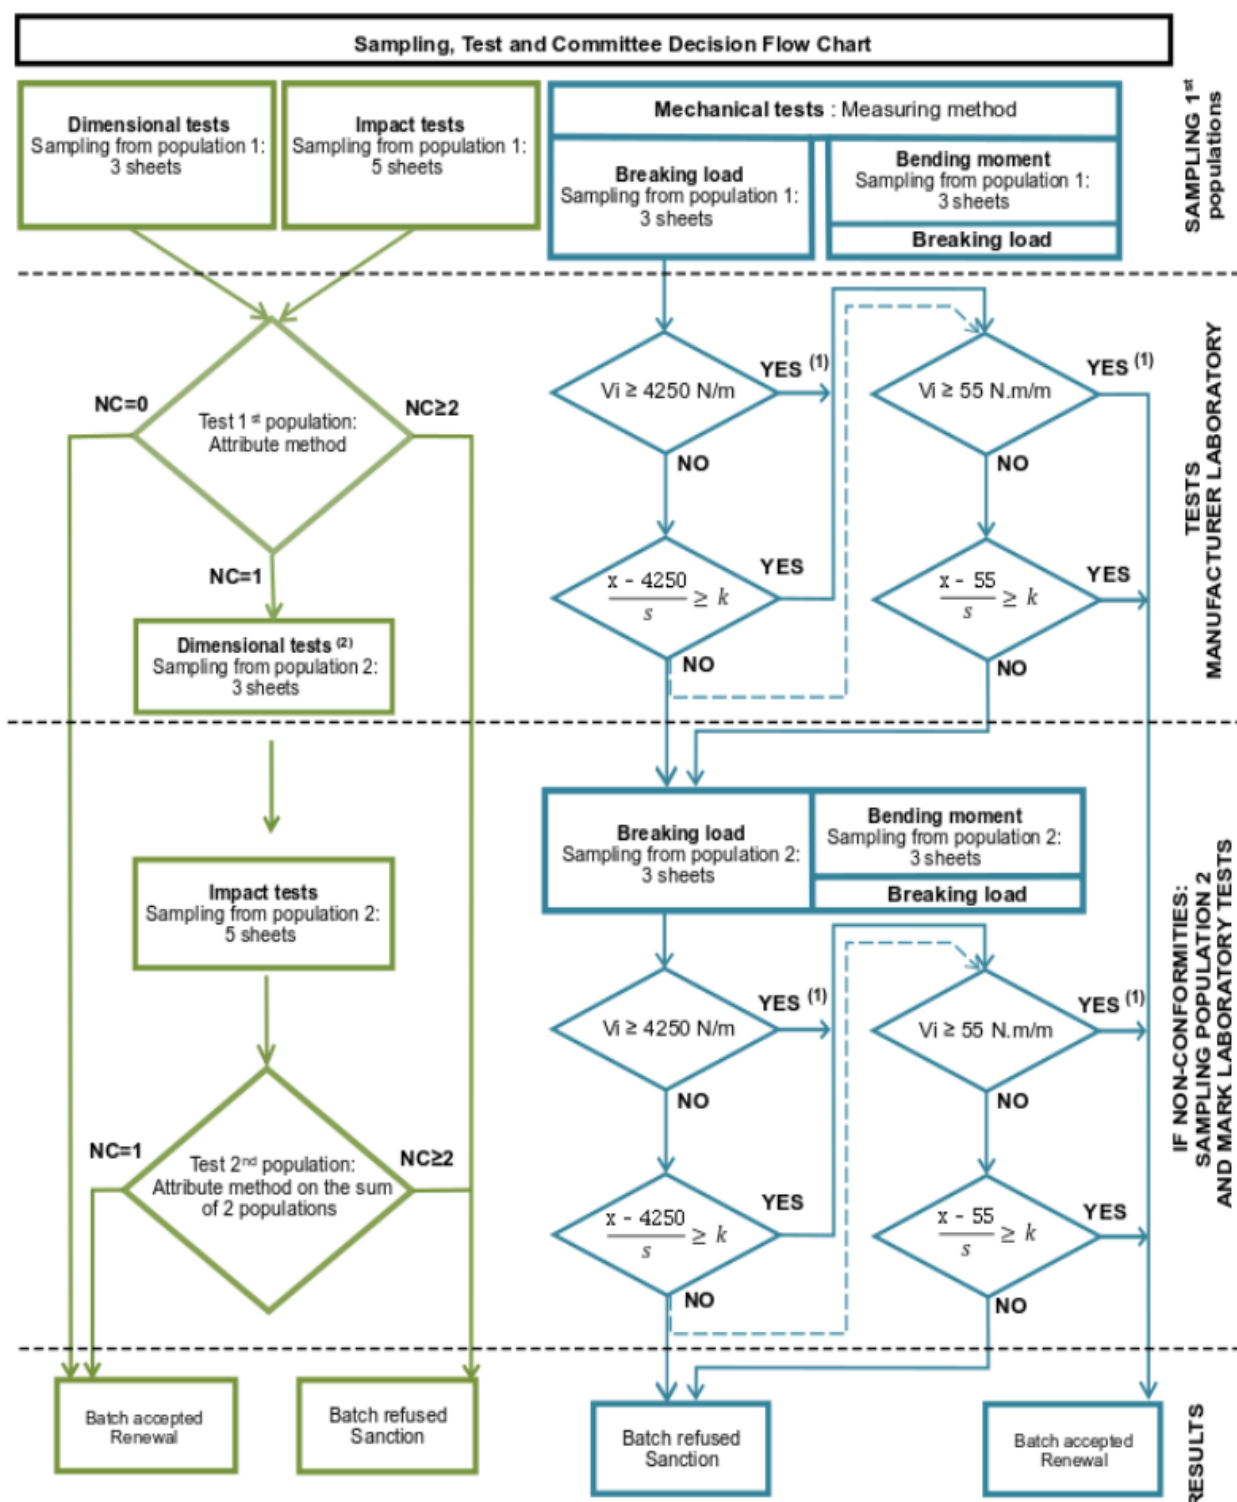 Sampling, Test and Committee Decision Flow Chart
Dimensional tests
Sampling from population 1:
3 sheets
Impact tests
Sampling from population 1:
5 sheets
Mechanical tests : Measuring method
Breaking load
Sampling from population 1:
3 sheets
Bending moment
Sampling from population 1:
3 sheets
Breaking load
SAMPLING 1st
populations
Test 1 st population:
Attribute method
NC=0
NC≥2
NC=1
Dimensional tests (2)
Sampling from population 2:
3 sheets
Vi ≥ 4250 N/m
YES (1)
NO
x - 4250
s
≥ k
YES
NO
Vi ≥ 55 N.m/m
YES (1)
NO
x - 55
s
≥ k
YES
NO
TESTS
MANUFACTURER LABORATORY
Impact tests
Sampling from population 2:
5 sheets
NC=1
NC≥2
Test 2nd population:
Attribute method on the sum
of 2 populations
Breaking load
Sampling from population 2:
3 sheets
Bending moment
Sampling from population 2:
3 sheets
Breaking load
Vi ≥ 4250 N/m
YES (1)
NO
x - 4250
s
≥ k
YES
NO
Vi ≥ 55 N.m/m
YES (1)
NO
x - 55
s
≥ k
YES
NO
IF NON-CONFORMITIES:
SAMPLING POPULATION 2
AND MARK LABORATORY TESTS
Batch accepted
Renewal
Batch refused
Sanction
Batch refused
Sanction
Batch accepted
Renewal
RESULTS